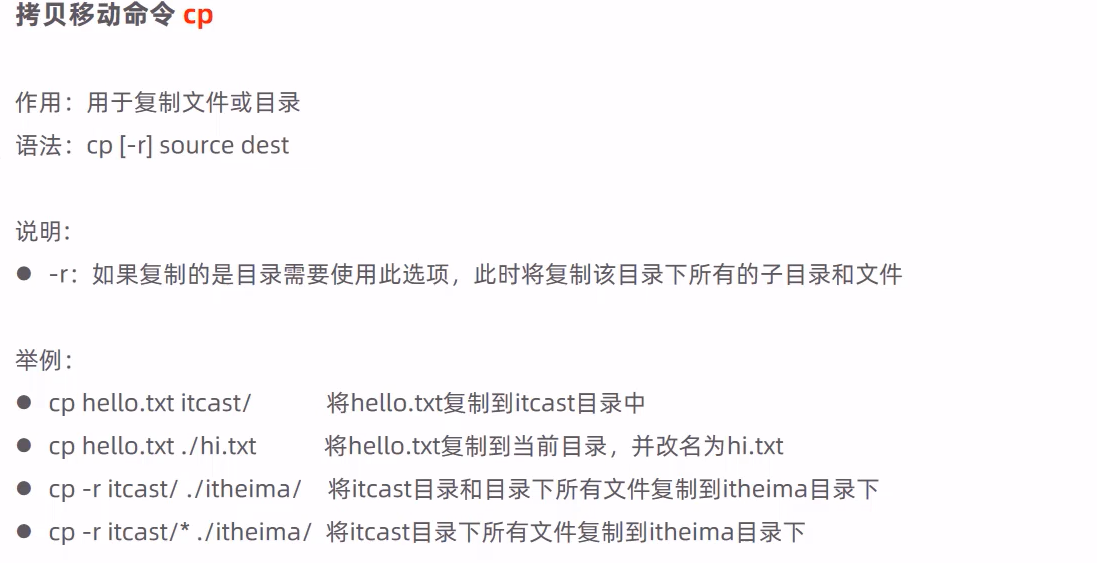 拷贝移动命令 cp
作用：用于复制文件或目录
语法：cp [-r] source dest
说明：
● -r：如果复制的是目录需要使用此选项，此时将复制该目录下所有的子目录和文件
举例：
● cp hello.txt itcast/ 将hello.txt复制到itcast目录中
● cp hello.txt ./hi.txt 将hello.txt复制到当前目录，并改名为hi.txt
● cp -r itcast/ ./itheima/ 将itcast目录和目录下所有文件复制到itheima目录下
● cp -r itcast/* ./itheima/ 将itcast目录下所有文件复制到itheima目录下